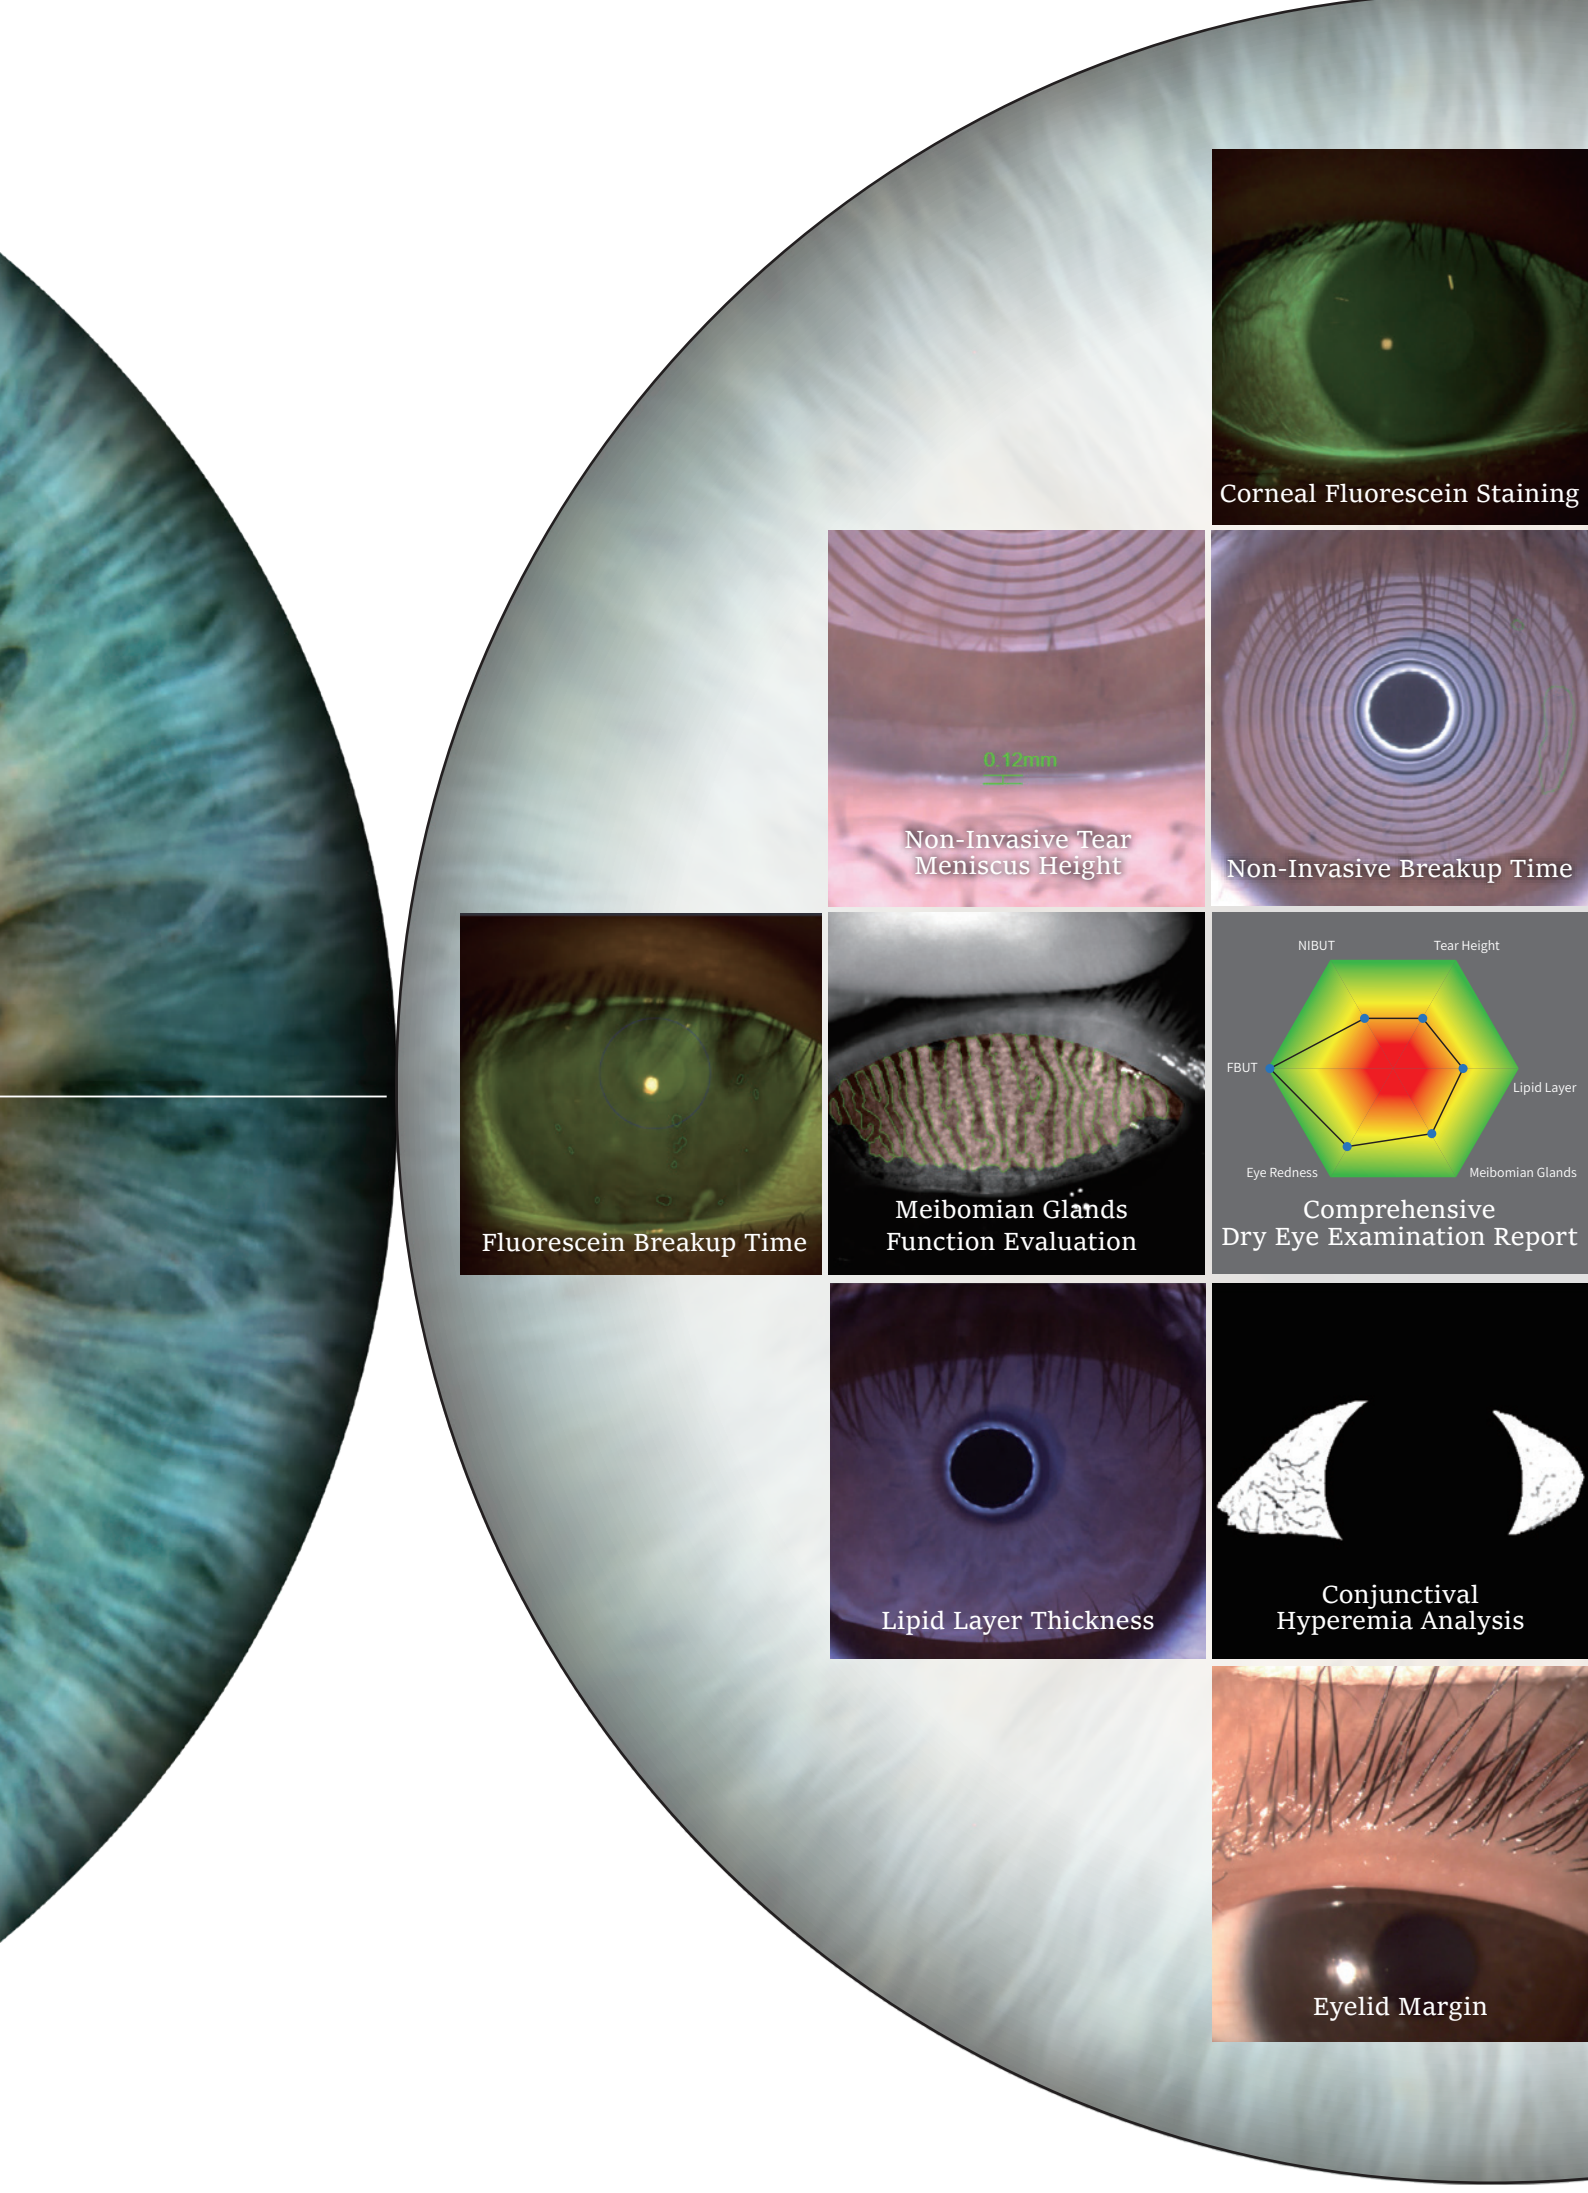 Corneal Fluorescein Staining
0.12mm
Non-Invasive Tear
Meniscus Height
Non-Invasive Breakup Time
Fluorescein Breakup Time
Meibomian Glands
Function Evaluation
NIBUT
Tear Height
FBUT
Lipid Layer
Eye Redness
Meibomian Glands
Comprehensive
Dry Eye Examination Report
Lipid Layer Thickness
Conjunctival
Hyperemia Analysis
Eyelid Margin